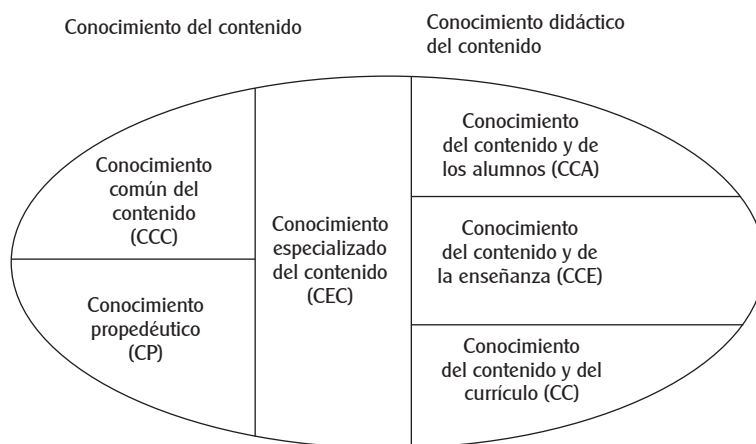 Conocimiento del contenido
Conocimiento didáctico
del contenido
Conocimiento
común del
contenido
(CCC)
Conocimiento
propedéutico
(CP)
Conocimiento
especializado
del contenido
(CEC)
Conocimiento
del contenido y de
los alumnos (CCA)
Conocimiento
del contenido y de
la enseñanza (CCE)
Conocimiento
del contenido y del
currículo (CC)